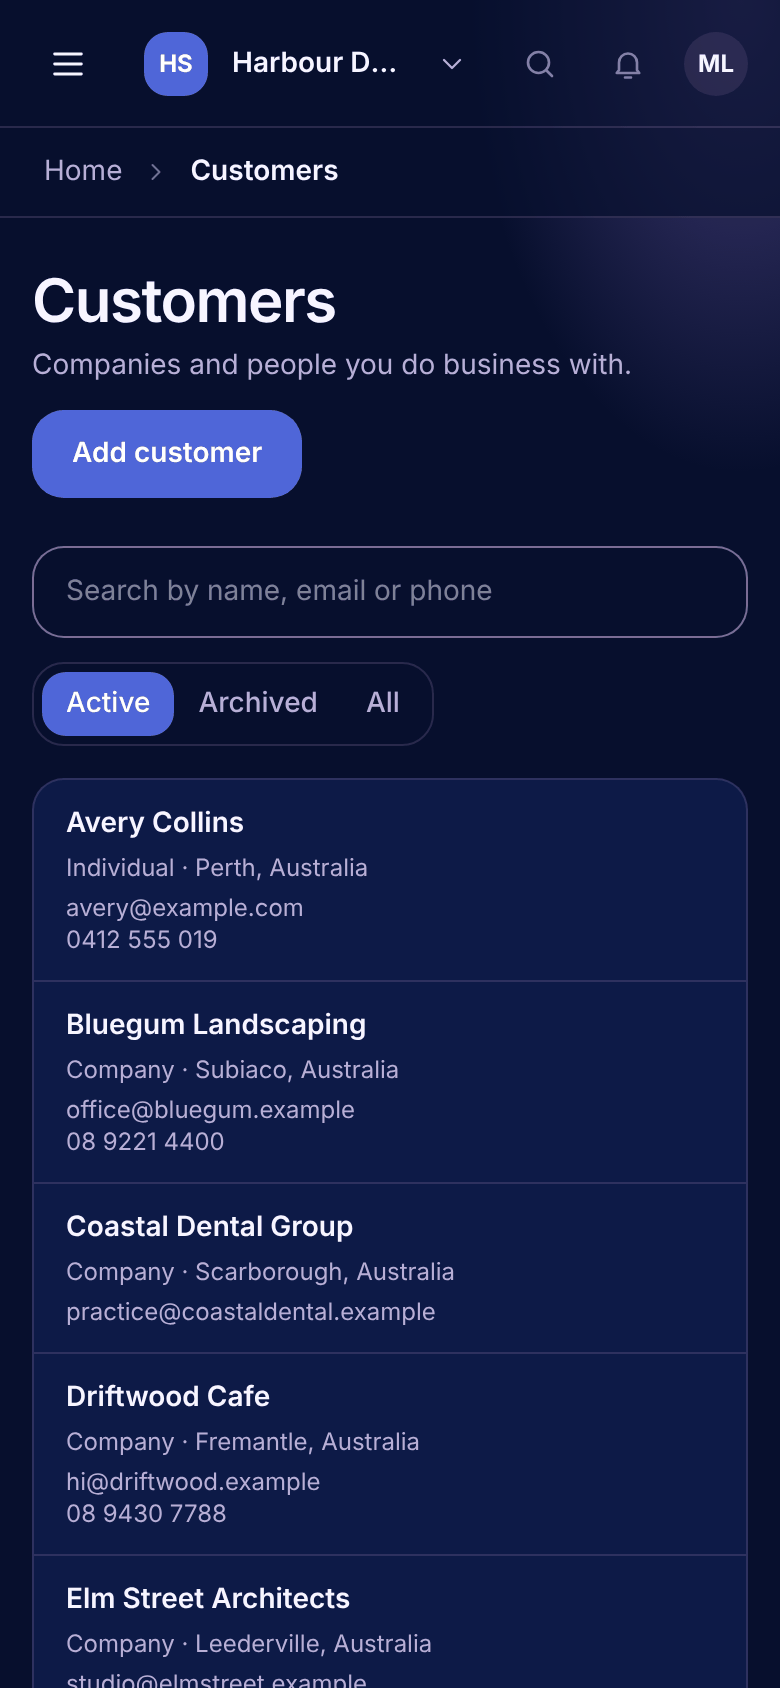 HS Harbour D... ML
Home > Customers
Customers
Companies and people you do business with.
Add customer
Search by name, email or phone
Active Archived All
Avery Collins
Individual · Perth, Australia
avery@example.com
0412 555 019
Bluegum Landscaping
Company · Subiaco, Australia
office@bluegum.example
08 9221 4400
Coastal Dental Group
Company · Scarborough, Australia
practice@coastaldental.example
Driftwood Cafe
Company · Fremantle, Australia
hi@driftwood.example
08 9430 7788
Elm Street Architects
Company · Leederville, Australia
studio@elmstreet.example